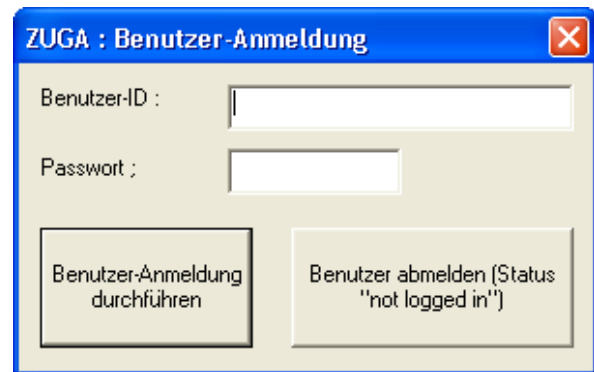 ZUGA : Benutzer-Anmeldung
Benutzer-ID :
Passwort ;
Benutzer-Anmeldung
durchführen
Benutzer abmelden (Status
"not logged in")